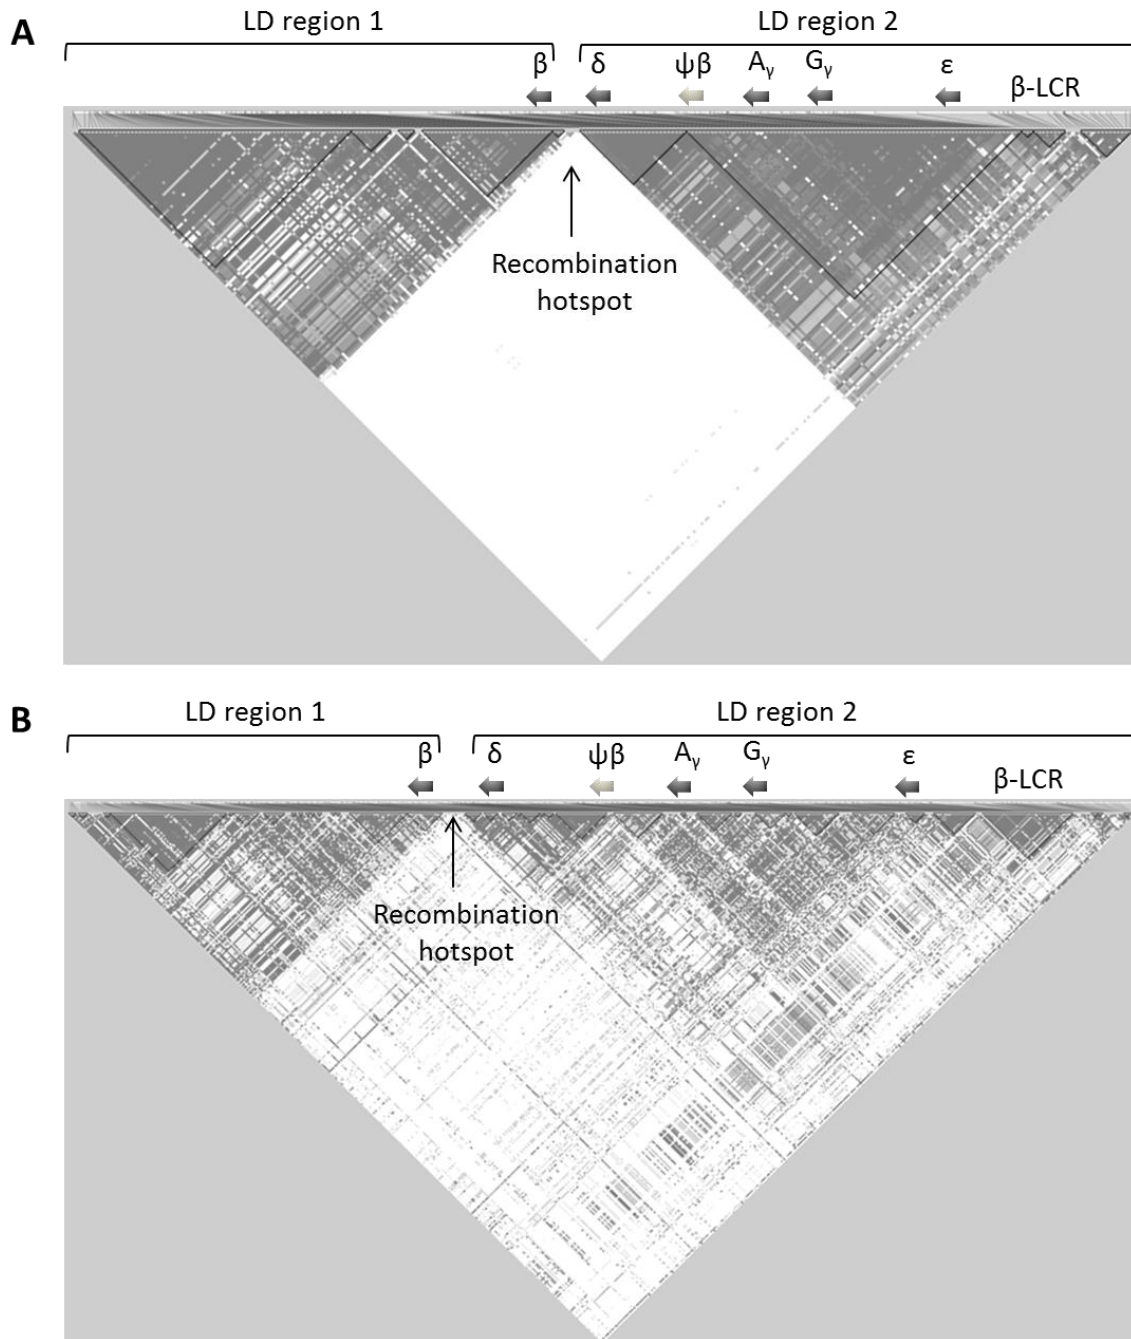 A
LD region 1
LD region 2
β
δ
ψβ
Aγ
Gγ
ε
β-LCR
Recombination
hotspot
B
LD region 1
LD region 2
β
δ
ψβ
Aγ
Gγ
ε
β-LCR
Recombination
hotspot